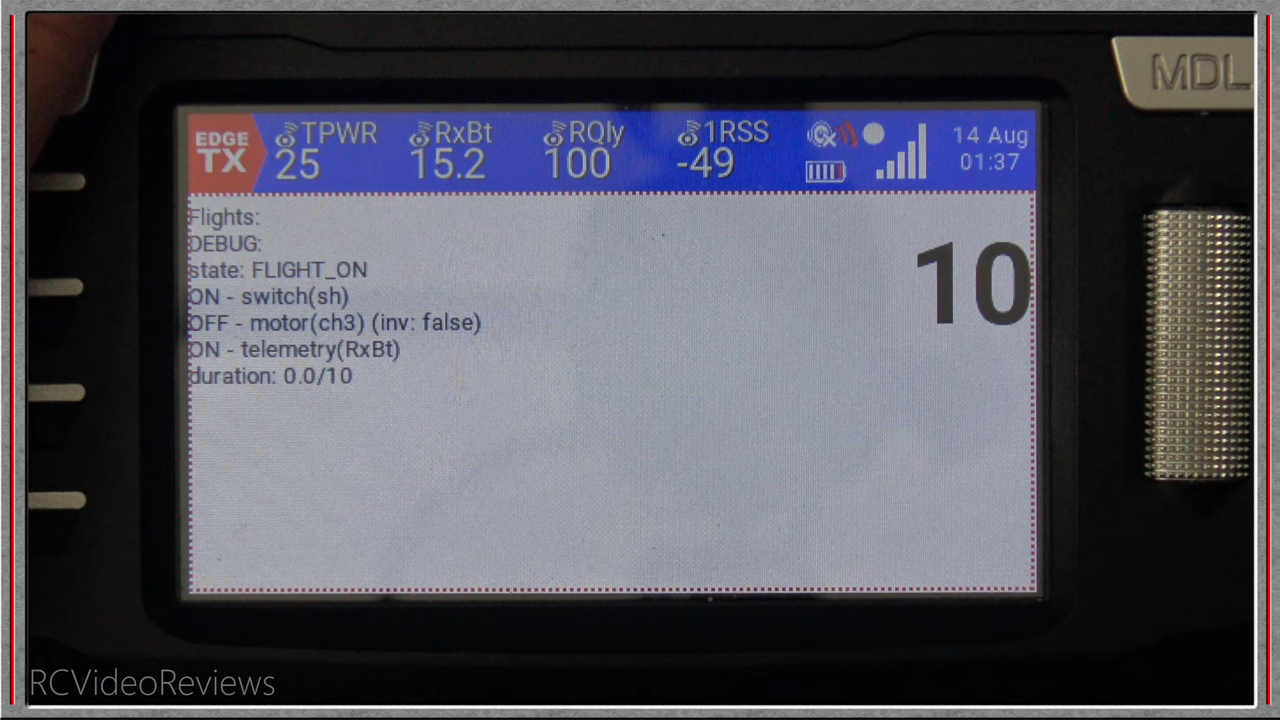 EDGE
TX
TPWR
25
RxBt
15.2
RQly
100
1RSS
-49
14 Aug
01:37
MDL
Flights:
10
DEBUG:
state: FLIGHT_ON
ON - switch(sh)
OFF - motor(ch3) (inv: false)
ON - telemetry(RxBt)
duration: 0.0/10
RCVideoReviews